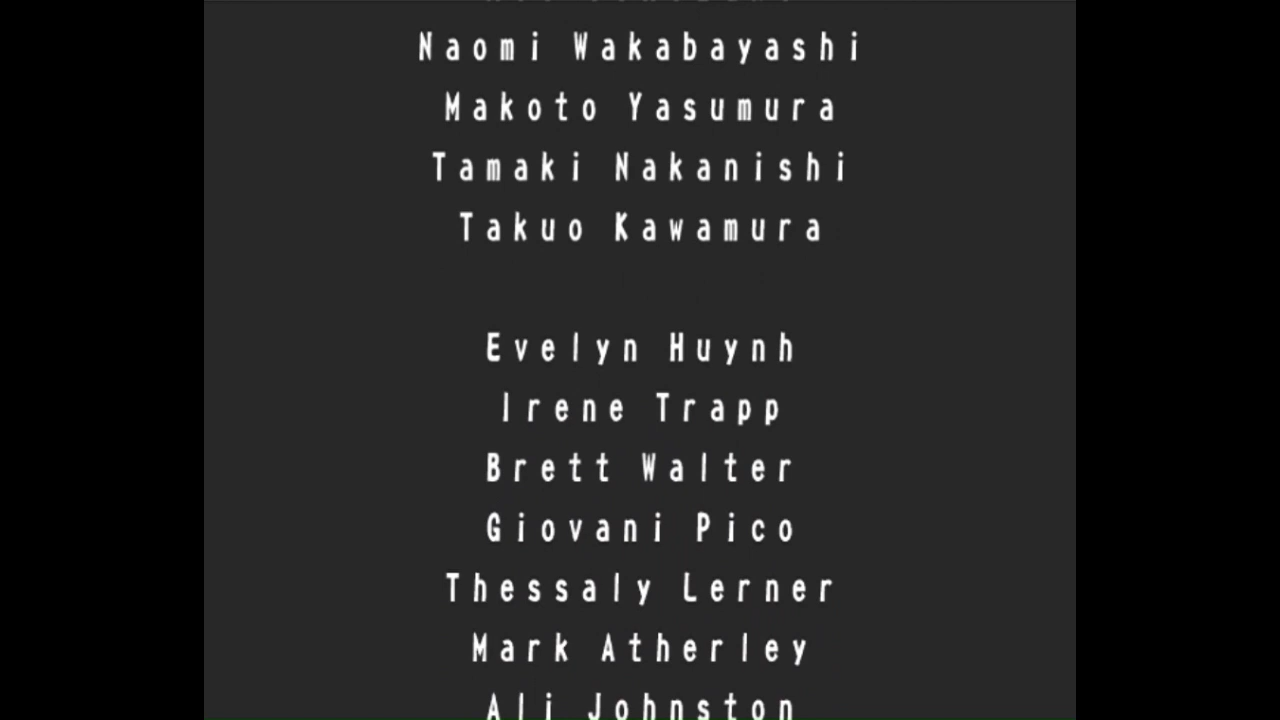 Naomi Wakabayashi
Makoto Yasumura
Tamaki Nakanishi
Takuo Kawamura
Evelyn Huynh
Irene Trapp
Brett Walter
Giovani Pico
Thessaly Lerner
Mark Atherley
Ali Johnston